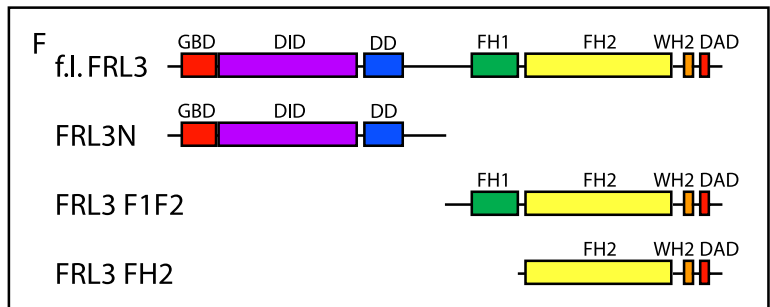 F
GBD DID DD FH1 FH2 WH2 DAD
f.l. FRL3
GBD DID DD
FRL3N
FH1 FH2 WH2 DAD
FRL3 F1F2
FH2 WH2 DAD
FRL3 FH2